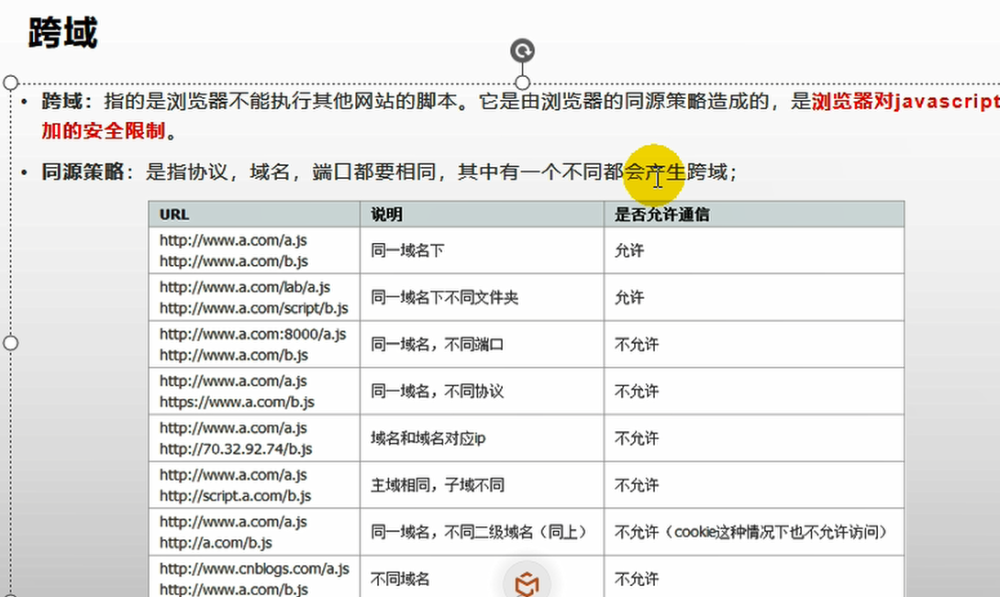 跨域
• 跨域：指的是浏览器不能执行其他网站的脚本。它是由浏览器的同源策略造成的，是浏览器对javascript
加的安全限制。
• 同源策略：是指协议，域名，端口都要相同，其中有一个不同都会产生跨域；
URL 说明 是否允许通信
http://www.a.com/a.js
http://www.a.com/b.js
同一域名下 允许
http://www.a.com/lab/a.js
http://www.a.com/script/b.js
同一域名下不同文件夹 允许
http://www.a.com:8000/a.js
http://www.a.com/b.js
同一域名，不同端口 不允许
http://www.a.com/a.js
https://www.a.com/b.js
同一域名，不同协议 不允许
http://www.a.com/a.js
http://70.32.92.74/b.js
域名和域名对应ip 不允许
http://www.a.com/a.js
http://script.a.com/b.js
主域相同，子域不同 不允许
http://www.a.com/a.js
http://a.com/b.js
同一域名，不同二级域名（同上） 不允许（cookie这种情况下也不允许访问）
http://www.cnblogs.com/a.js
http://www.a.com/b.js
不同域名 不允许